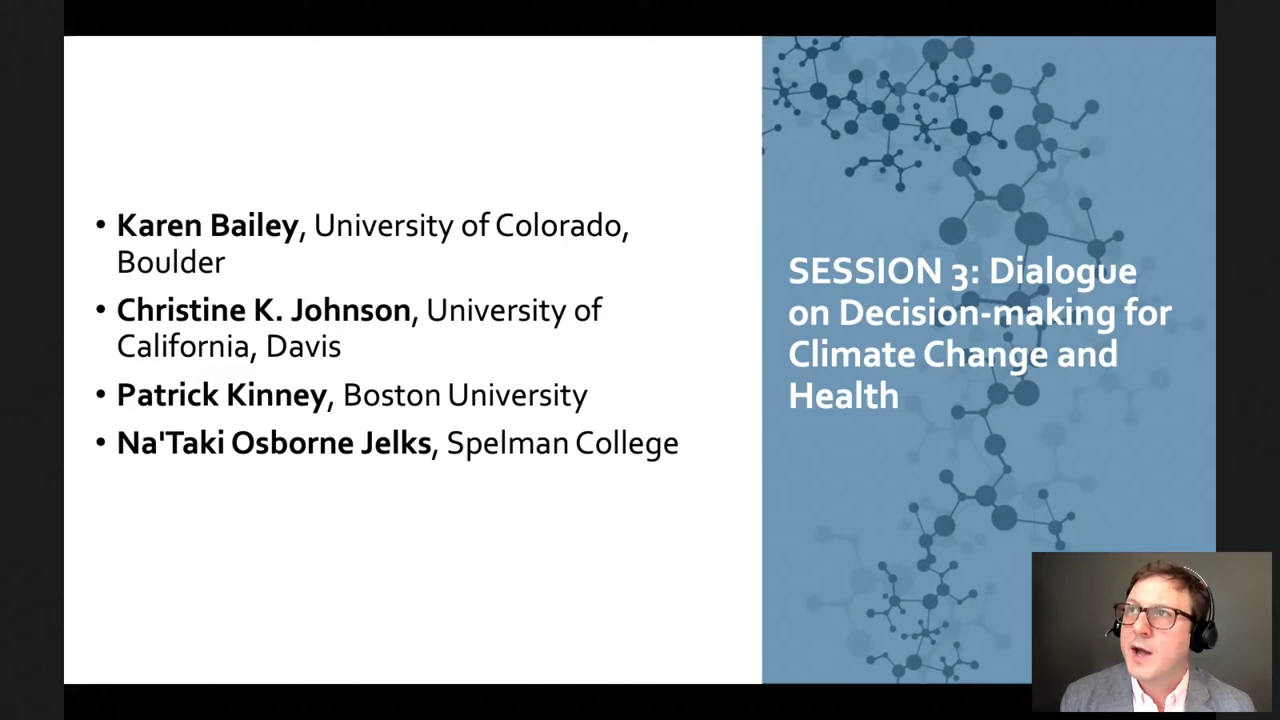 • Karen Bailey, University of Colorado,
Boulder
• Christine K. Johnson, University of
California, Davis
• Patrick Kinney, Boston University
• Na'Taki Osborne Jelks, Spelman College
SESSION 3: Dialogue
on Decision-making for
Climate Change and
Health